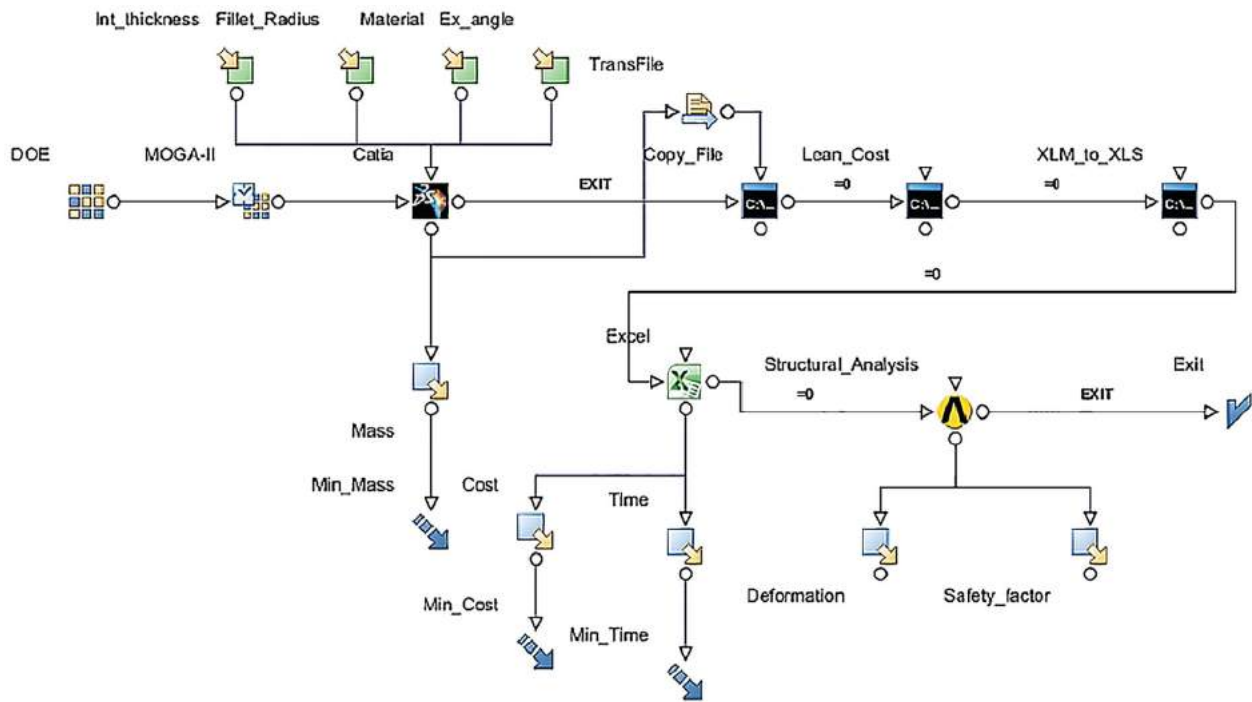 Int_thickness Fillet_Radius Material Ex_angle
TransFile
DOE MOGA-II Catia Copy_File Lean_Cost XLM_to_XLS
EXIT =0 =0
C:\_ C:\_ C:\_
=0
Excel
Structural_Analysis Exit
=0 EXIT
Mass
Min_Mass Cost TIme
Deformation Safety_factor
Min_Cost
Min_Time